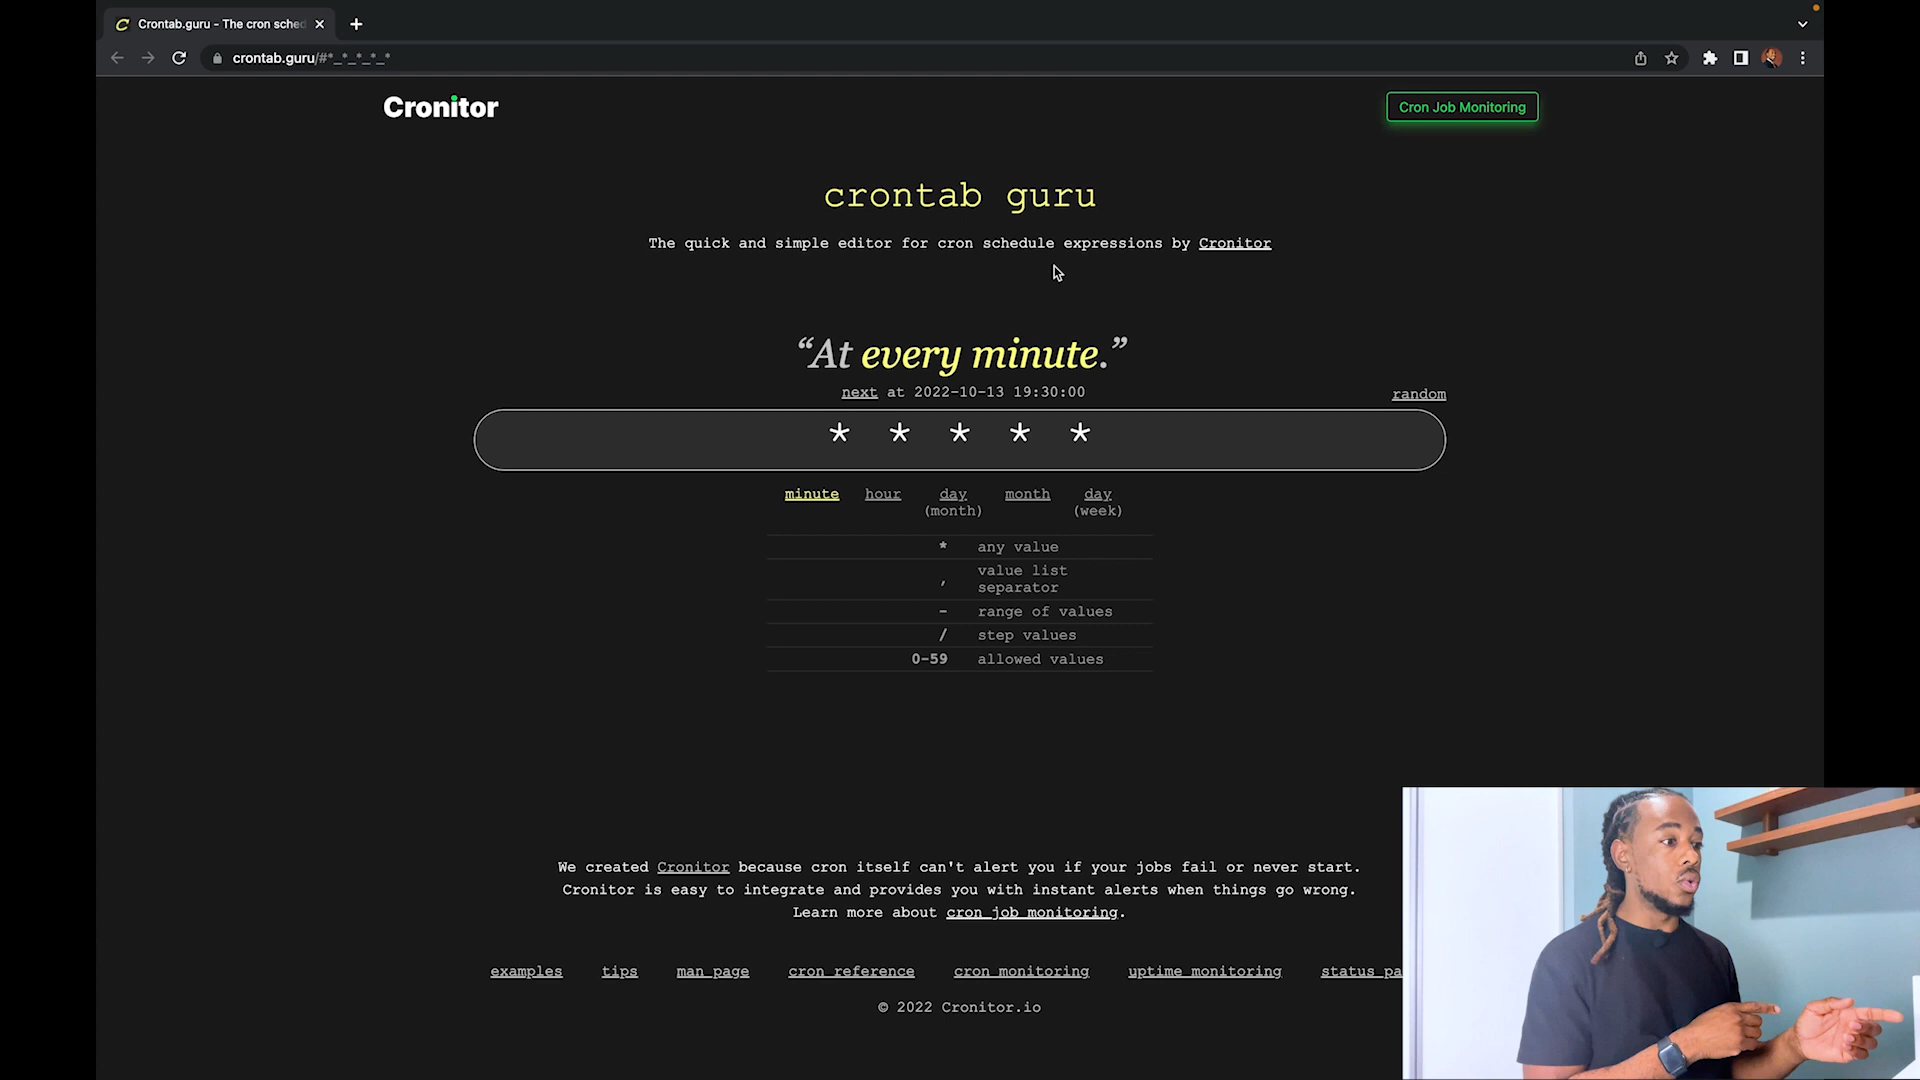 Crontab.guru - The cron sched
crontab.guru/#*_*_*_*_*
Cronitor
Cron Job Monitoring
crontab guru
The quick and simple editor for cron schedule expressions by Cronitor
“At every minute.”
next at 2022-10-13 19:30:00
random
* * * * *
minute hour day (month) month day (week)
* any value
, value list separator
- range of values
/ step values
0-59 allowed values
We created Cronitor because cron itself can't alert you if your jobs fail or never start.
Cronitor is easy to integrate and provides you with instant alerts when things go wrong.
Learn more about cron job monitoring.
examples tips man page cron reference cron monitoring uptime monitoring status pa
© 2022 Cronitor.io